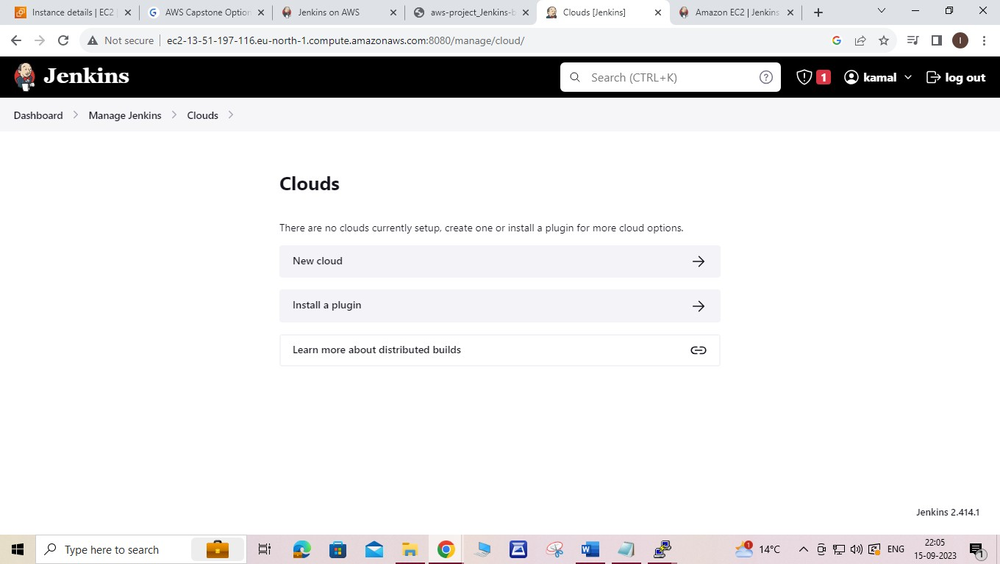 Instance details | EC2
AWS Capstone Option
Jenkins on AWS
aws-project_Jenkins-b
Clouds [Jenkins]
Amazon EC2 | Jenkins
Not secure
ec2-13-51-197-116.eu-north-1.compute.amazonaws.com:8080/manage/cloud/
I
Jenkins
Search (CTRL+K)
1
kamal
log out
Dashboard
Manage Jenkins
Clouds
Clouds
There are no clouds currently setup, create one or install a plugin for more cloud options.
New cloud
Install a plugin
Learn more about distributed builds
Jenkins 2.414.1
Type here to search
1
14°C
ENG
22:05
15-09-2023
1